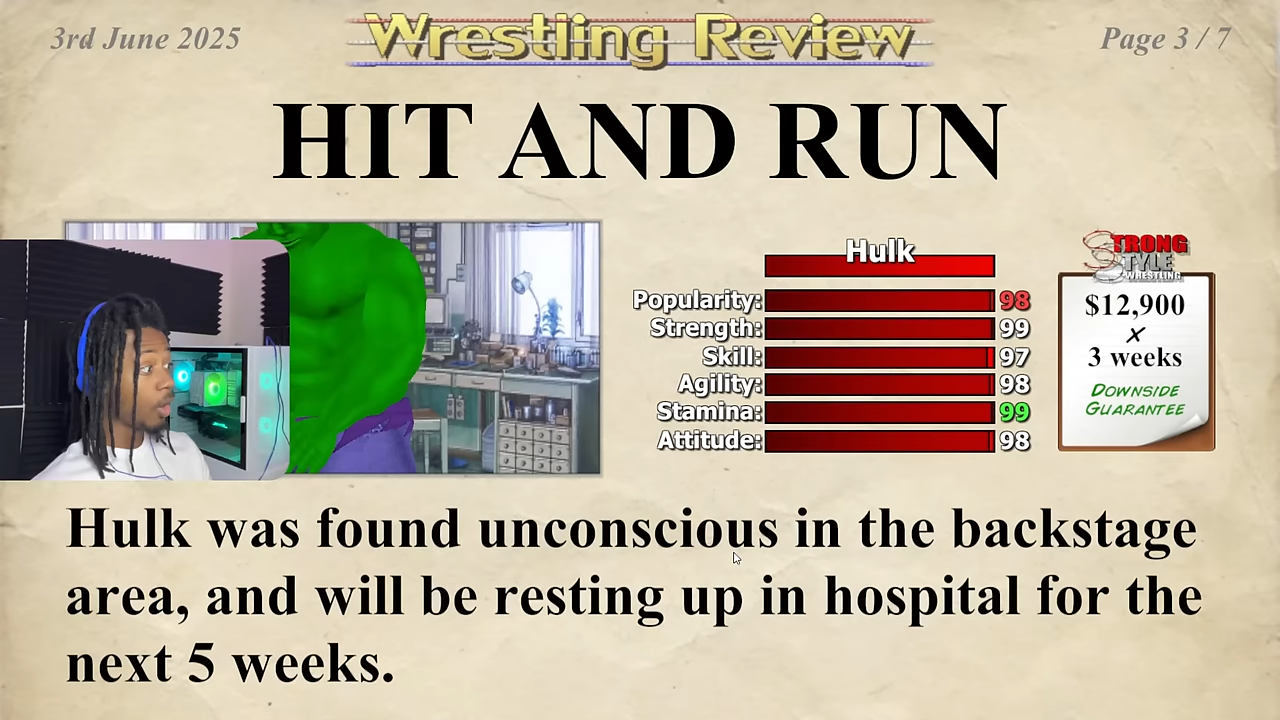 3rd June 2025
Wrestling Review
Page 3 / 7
HIT AND RUN
Hulk
Popularity: 98
Strength: 99
Skill: 97
Agility: 98
Stamina: 99
Attitude: 98
STRONG
STYLE
WRESTLING
$12,900
x
3 weeks
DOWNSIDE
GUARANTEE
Hulk was found unconscious in the backstage
area, and will be resting up in hospital for the
next 5 weeks.